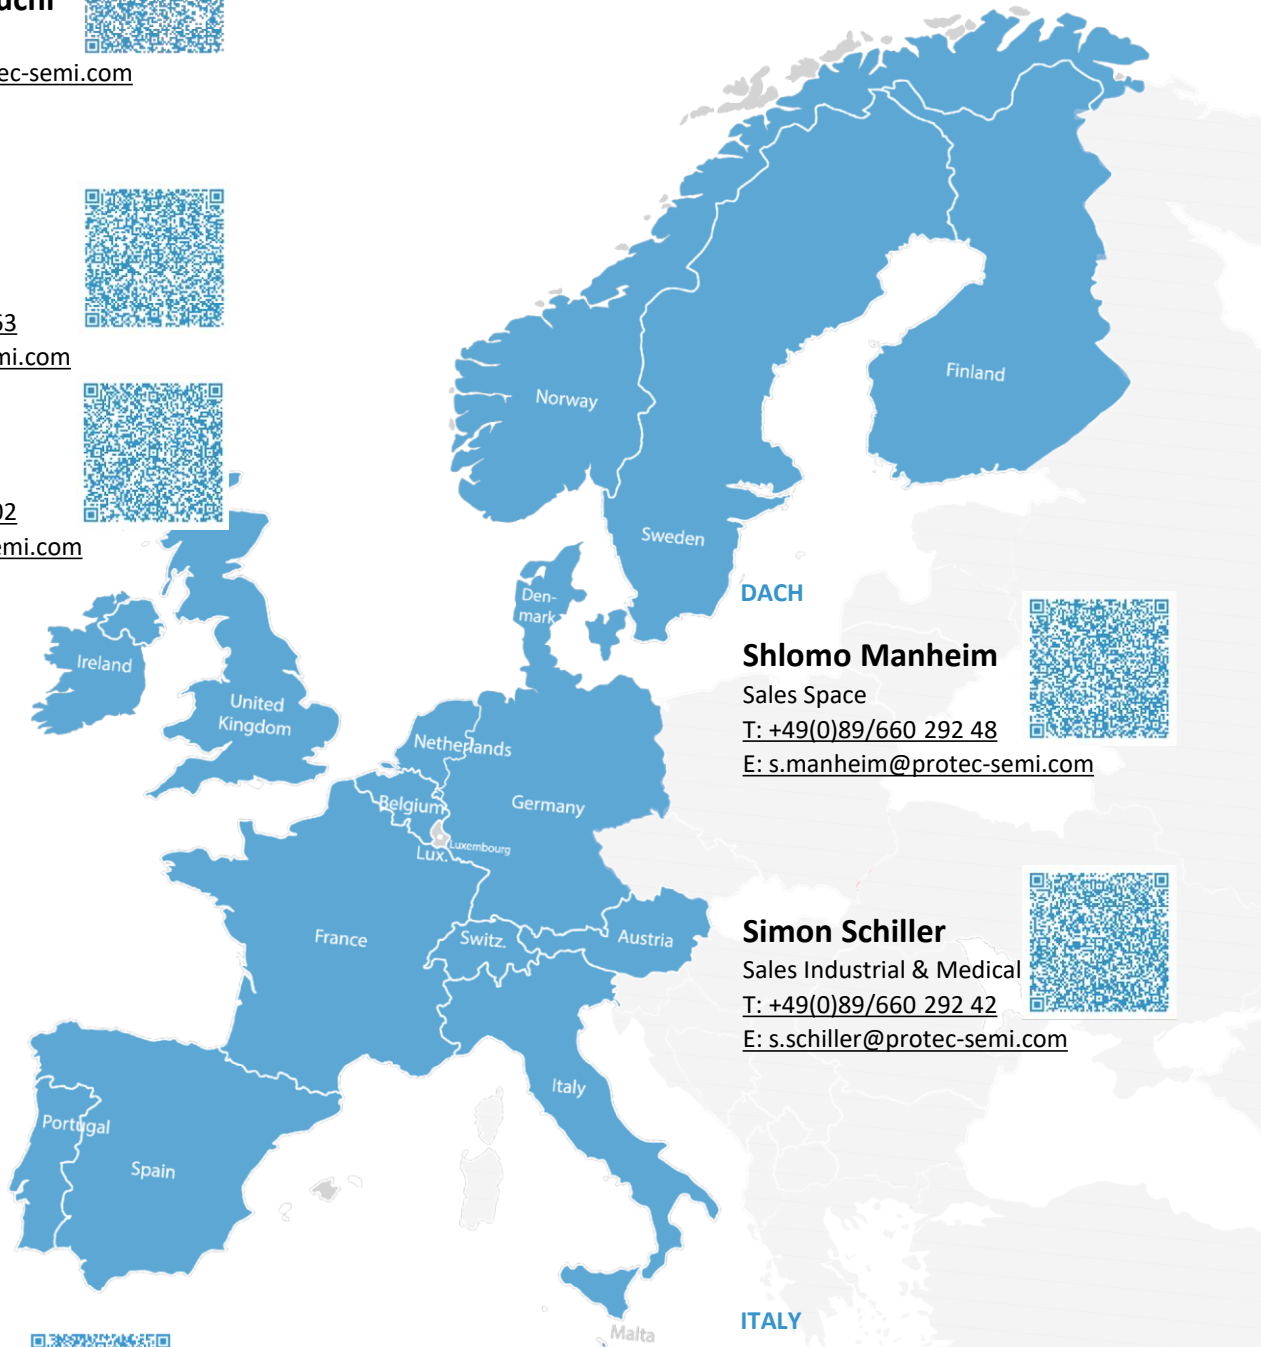 uchi
ec-semi.com
63
mi.com
02
emi.com
Norway
Finland
Sweden
Den-
mark
Ireland
United
Kingdom
Netherlands
Belgium
Germany
Luxembourg
Lux.
France
Switz.
Austria
Italy
Portugal
Spain
Malta
DACH
Shlomo Manheim
Sales Space
T: +49(0)89/660 292 48
E: s.manheim@protec-semi.com
Simon Schiller
Sales Industrial & Medical
T: +49(0)89/660 292 42
E: s.schiller@protec-semi.com
ITALY